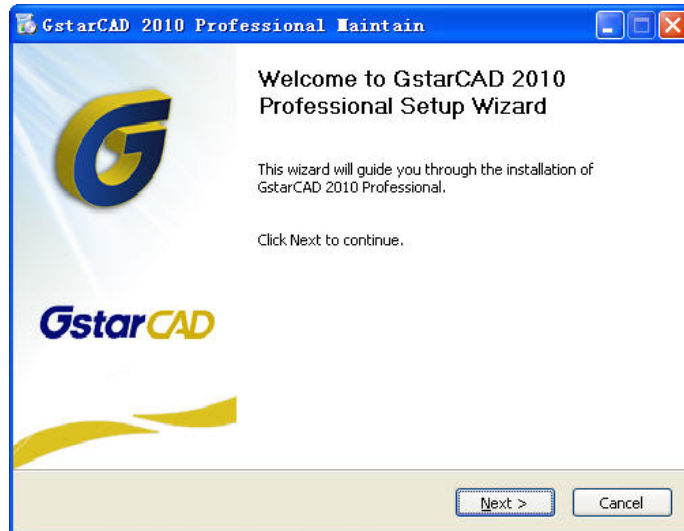 GstarCAD 2010 Professional Maintain
Welcome to GstarCAD 2010
Professional Setup Wizard
This wizard will guide you through the installation of
GstarCAD 2010 Professional.
Click Next to continue.
GstarCAD
Next >
Cancel